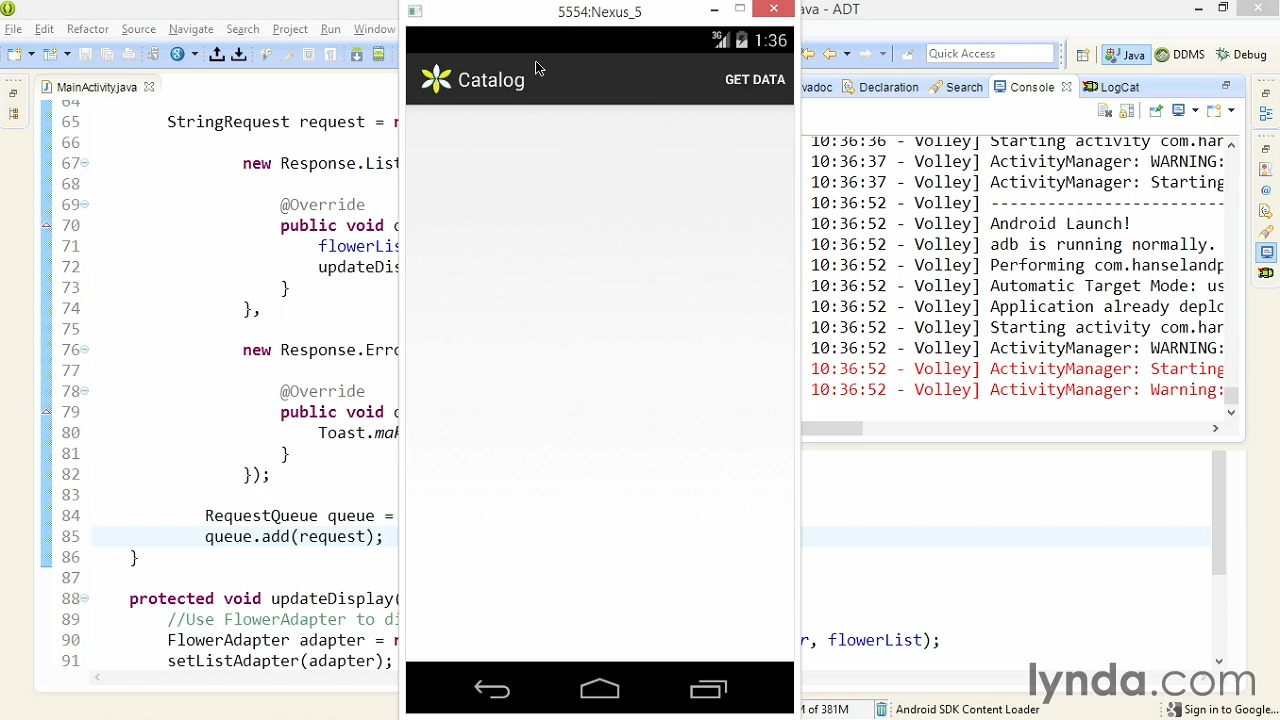 5554:Nexus_5
ava - ADT
File Edit Refactor Source Navigate Search Project Run Window
Quick Access
Java DDMS Debug
3G 1:36
Catalog
GET DATA
MainActivity.java
avadoc Declaration Search Console LogCat
64
65 StringRequest request = n
66
67 new Response.List
68
69 @Override
70 public void o
71 flowerLis
72 updateDis
73 }
74 },
75
76 new Response.Erro
77
78 @Override
79 public void o
80 Toast.mak
81 }
82 });
83
84 RequestQueue queue =
85 queue.add(request);
86 }
87
88 protected void updateDisplay(
89 //Use FlowerAdapter to di
90 FlowerAdapter adapter = n r, flowerList);
91 setListAdapter(adapter);
10:36:36 - Volley] Starting activity com.han
10:36:37 - Volley] ActivityManager: WARNING:
10:36:37 - Volley] ActivityManager: Starting
10:36:52 - Volley] --------------------------
10:36:52 - Volley] Android Launch!
10:36:52 - Volley] adb is running normally.
10:36:52 - Volley] Performing com.hanselandp
10:36:52 - Volley] Automatic Target Mode: us
10:36:52 - Volley] Application already deplo
10:36:52 - Volley] Starting activity com.han
10:36:52 - Volley] ActivityManager: WARNING:
10:36:52 - Volley] ActivityManager: Starting
10:36:52 - Volley] ActivityManager: Warning:
lynda.com
M of 381M Android SDK Content Loader Sign in to Google...